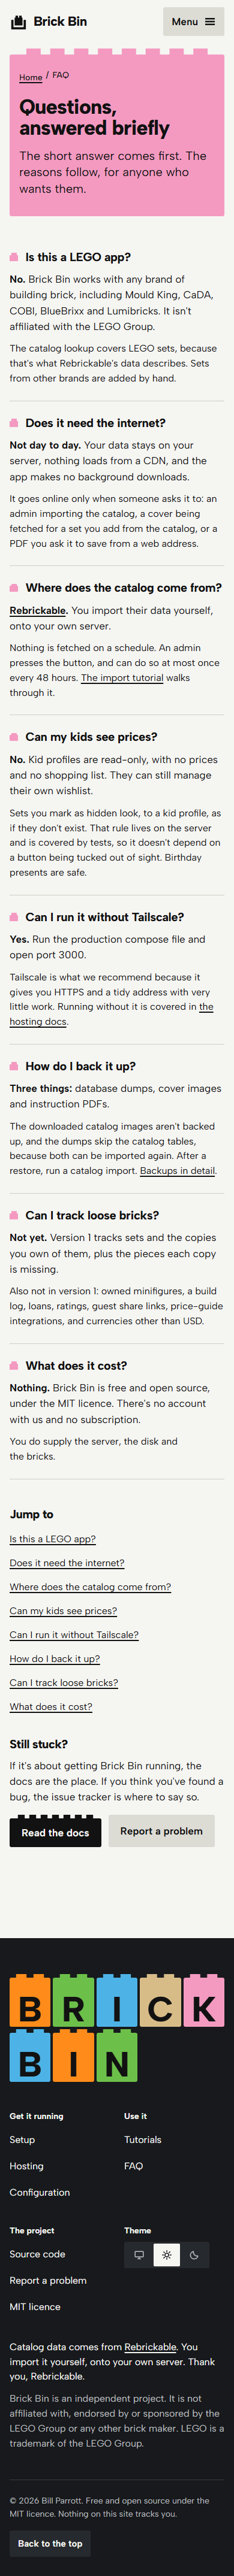 Brick Bin
Menu
Home / FAQ
Questions,
answered briefly
The short answer comes first. The
reasons follow, for anyone who
wants them.
Is this a LEGO app?
No. Brick Bin works with any brand of
building brick, including Mould King, CaDA,
COBI, BlueBrixx and Lumibricks. It isn't
affiliated with the LEGO Group.
The catalog lookup covers LEGO sets, because
that's what Rebrickable's data describes. Sets
from other brands are added by hand.
Does it need the internet?
Not day to day. Your data stays on your
server, nothing loads from a CDN, and the
app makes no background downloads.
It goes online only when someone asks it to: an
admin importing the catalog, a cover being
fetched for a set you add from the catalog, or a
PDF you ask it to save from a web address.
Where does the catalog come from?
Rebrickable. You import their data yourself,
onto your own server.
Nothing is fetched on a schedule. An admin
presses the button, and can do so at most once
every 48 hours. The import tutorial walks
through it.
Can my kids see prices?
No. Kid profiles are read-only, with no prices
and no shopping list. They can still manage
their own wishlist.
Sets you mark as hidden look, to a kid profile, as
if they don't exist. That rule lives on the server
and is covered by tests, so it doesn't depend on
a button being tucked out of sight. Birthday
presents are safe.
Can I run it without Tailscale?
Yes. Run the production compose file and
open port 3000.
Tailscale is what we recommend because it
gives you HTTPS and a tidy address with very
little work. Running without it is covered in the
hosting docs.
How do I back it up?
Three things: database dumps, cover images
and instruction PDFs.
The downloaded catalog images aren't backed
up, and the dumps skip the catalog tables,
because both can be imported again. After a
restore, run a catalog import. Backups in detail.
Can I track loose bricks?
Not yet. Version 1 tracks sets and the copies
you own of them, plus the pieces each copy
is missing.
Also not in version 1: owned minifigures, a build
log, loans, ratings, guest share links, price-guide
integrations, and currencies other than USD.
What does it cost?
Nothing. Brick Bin is free and open source,
under the MIT licence. There's no account
with us and no subscription.
You do supply the server, the disk and
the bricks.
Jump to
Is this a LEGO app?
Does it need the internet?
Where does the catalog come from?
Can my kids see prices?
Can I run it without Tailscale?
How do I back it up?
Can I track loose bricks?
What does it cost?
Still stuck?
If it's about getting Brick Bin running, the
docs are the place. If you think you've found a
bug, the issue tracker is where to say so.
Read the docs
Report a problem
BRICK
BIN
Get it running
Setup
Hosting
Configuration
Use it
Tutorials
FAQ
The project
Source code
Report a problem
MIT licence
Theme
Catalog data comes from Rebrickable. You
import it yourself, onto your own server. Thank
you, Rebrickable.
Brick Bin is an independent project. It is not
affiliated with, endorsed by or sponsored by the
LEGO Group or any other brick maker. LEGO is a
trademark of the LEGO Group.
© 2026 Bill Parrott. Free and open source under the
MIT licence. Nothing on this site tracks you.
Back to the top